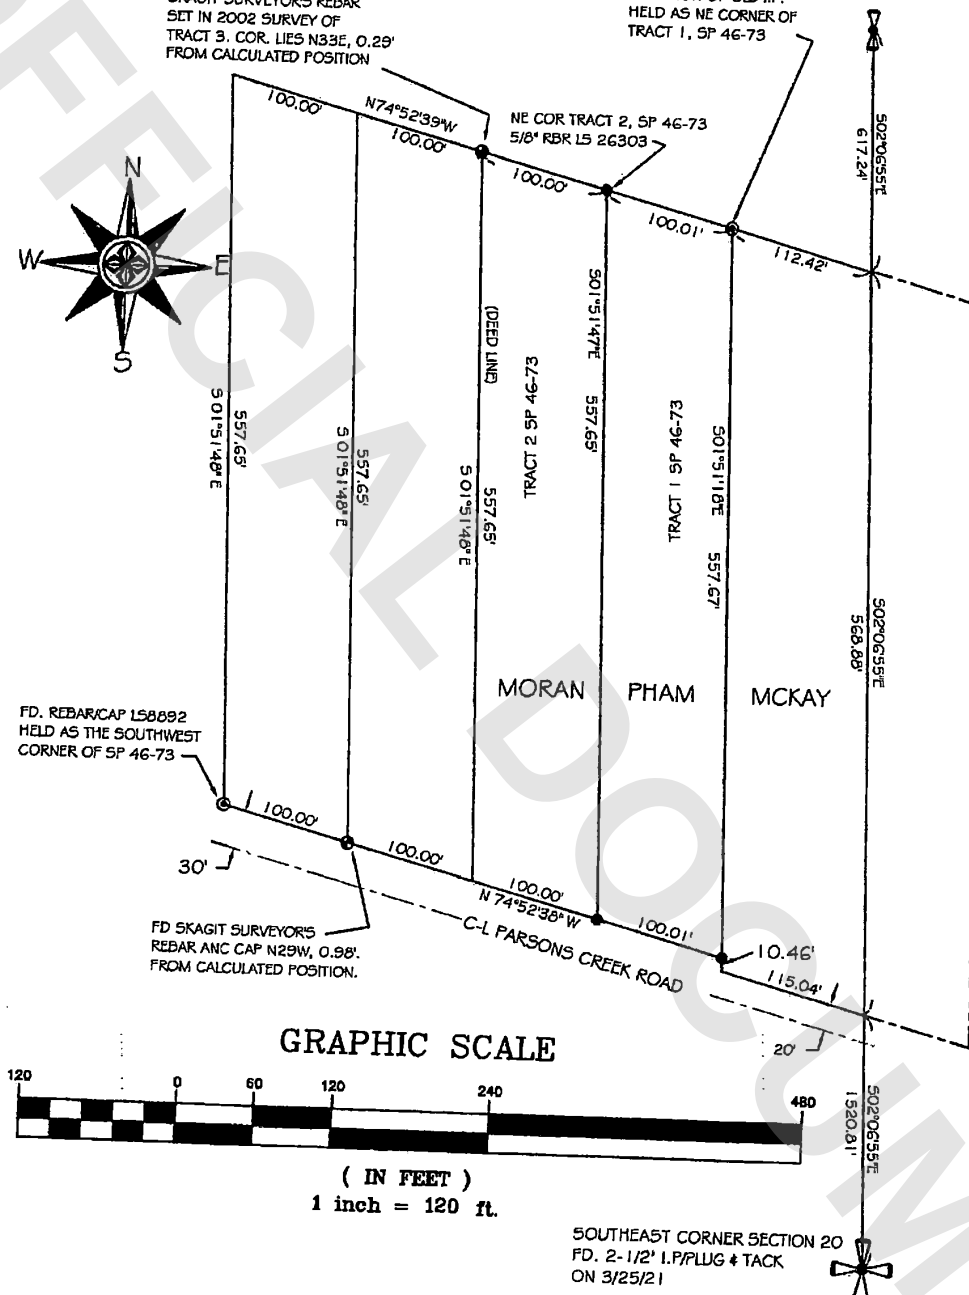 SKAGIT SURVEYORS REBAR
SET IN 2002 SURVEY OF
TRACT 3. COR. LIES N33E, 0.29'
FROM CALCULATED POSITION
HELD AS NE CORNER OF
TRACT 1, SP 46-73
NE COR TRACT 2, SP 46-73
5/8" RBR LS 26303
100.00'
N74°52'39"W
100.00'
100.00'
100.01'
112.42'
S02°06'55"E
617.24'
N
W
E
S
557.65'
S 01°51'48" E
557.65'
S 01°51'48" E
(DEED LINE)
557.65'
S 01°51'48" E
TRACT 2 SP 46-73
S01°51'47"E
557.65'
TRACT 1 SP 46-73
S01°51'18"E
557.67'
S02°06'55"E
568.88'
MORAN
PHAM
MCKAY
FD. REBAR/CAP LS8892
HELD AS THE SOUTHWEST
CORNER OF SP 46-73
100.00'
100.00'
100.00'
N 74°52'38" W
100.01'
10.46'
115.04'
30'
C-L PARSONS CREEK ROAD
20'
FD SKAGIT SURVEYOR'S
REBAR ANC CAP N29W, 0.98'.
FROM CALCULATED POSITION.
GRAPHIC SCALE
120 0 60 120 240 480
( IN FEET )
1 inch = 120 ft.
S02°06'55"E
1520.81'
SOUTHEAST CORNER SECTION 20
FD. 2-1/2" I.P/PLUG & TACK
ON 3/25/21
FFICIAL DOCUM